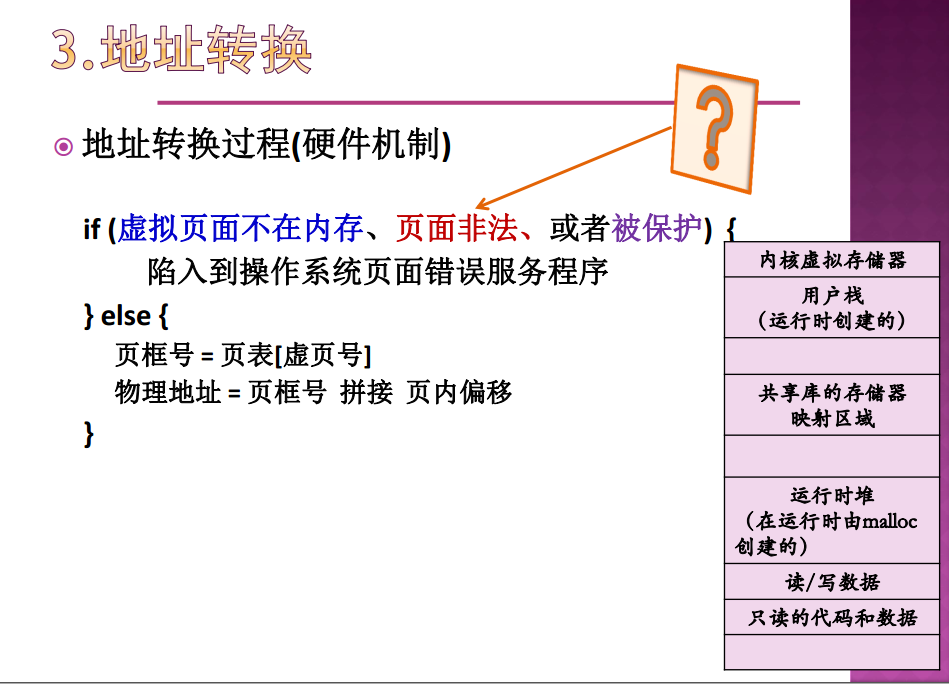 3.地址转换
?
地址转换过程(硬件机制)
if (虚拟页面不在内存、页面非法、或者被保护) {
陷入到操作系统页面错误服务程序
} else {
页框号 = 页表[虚页号]
物理地址 = 页框号 拼接 页内偏移
}
内核虚拟存储器
用户栈
（运行时创建的）
共享库的存储器
映射区域
运行时堆
（在运行时由malloc
创建的）
读/写数据
只读的代码和数据